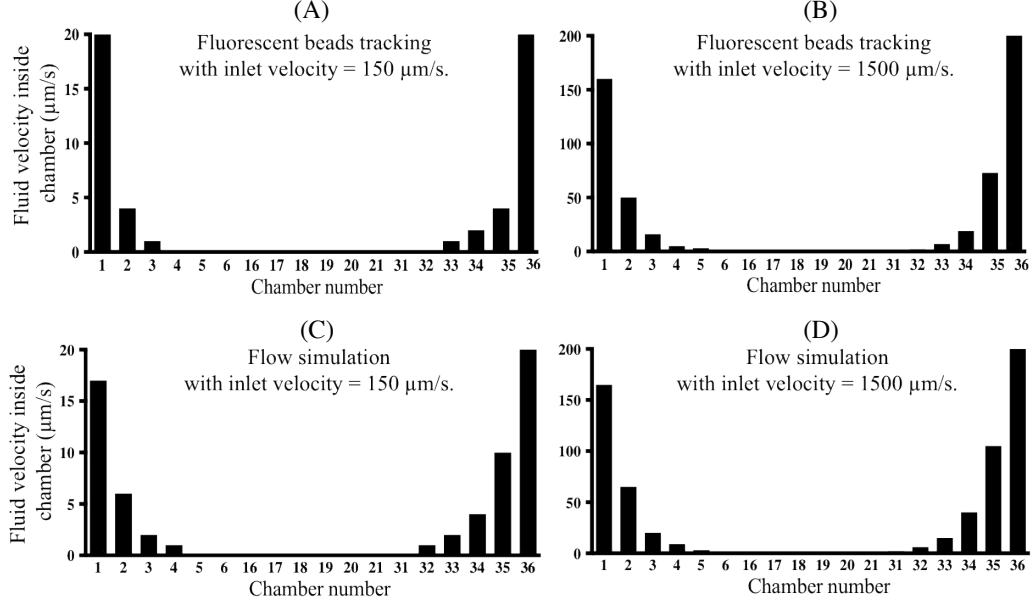 (A)
Fluorescent beads tracking
with inlet velocity = 150 µm/s.
Fluid velocity inside
chamber (µm/s)
20
15
10
5
0
1 2 3 4 5 6 16 17 18 19 20 21 31 32 33 34 35 36
Chamber number
(B)
Fluorescent beads tracking
with inlet velocity = 1500 µm/s.
200
150
100
50
0
1 2 3 4 5 6 16 17 18 19 20 21 31 32 33 34 35 36
Chamber number
(C)
Flow simulation
with inlet velocity = 150 µm/s.
Fluid velocity inside
chamber (µm/s)
20
15
10
5
0
1 2 3 4 5 6 16 17 18 19 20 21 31 32 33 34 35 36
Chamber number
(D)
Flow simulation
with inlet velocity = 1500 µm/s.
200
150
100
50
0
1 2 3 4 5 6 16 17 18 19 20 21 31 32 33 34 35 36
Chamber number